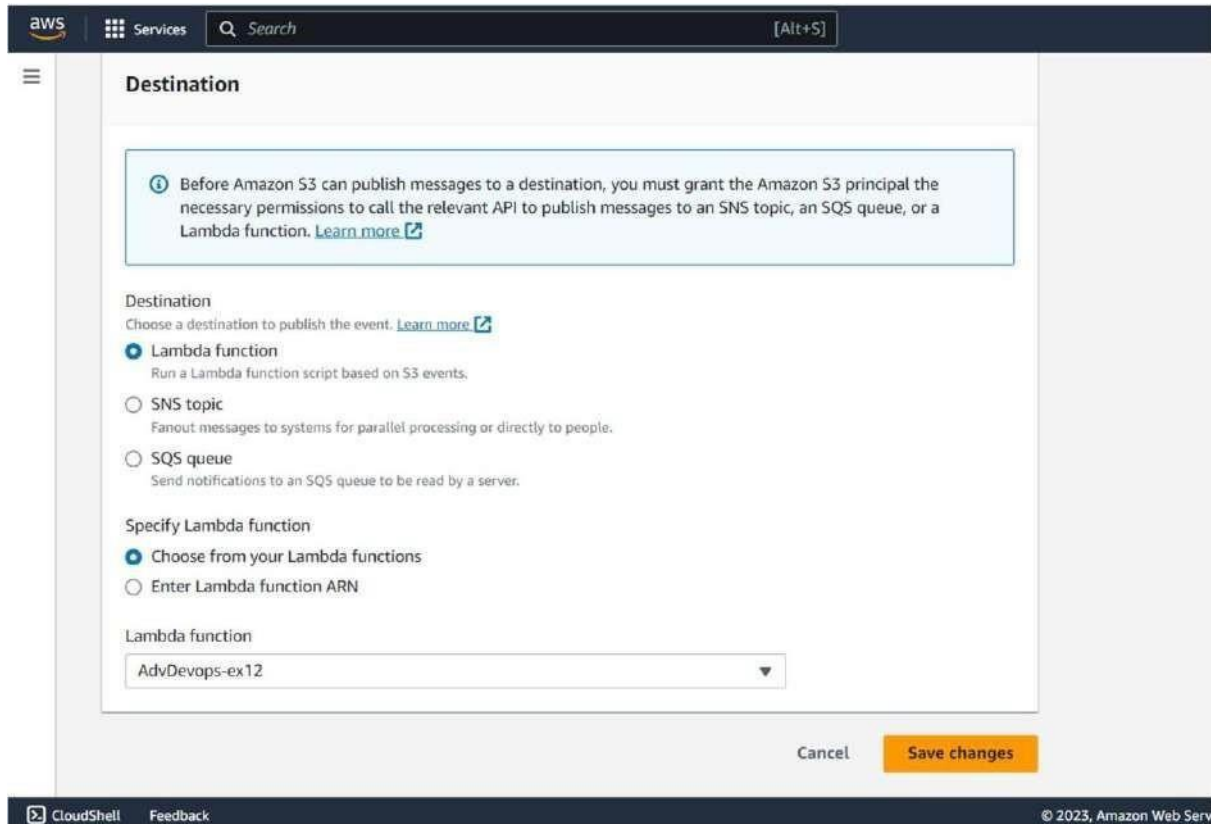 aws
Services
Search
[Alt+S]
Destination
Before Amazon S3 can publish messages to a destination, you must grant the Amazon S3 principal the
necessary permissions to call the relevant API to publish messages to an SNS topic, an SQS queue, or a
Lambda function. Learn more
Destination
Choose a destination to publish the event. Learn more
Lambda function
Run a Lambda function script based on S3 events.
SNS topic
Fanout messages to systems for parallel processing or directly to people.
SQS queue
Send notifications to an SQS queue to be read by a server.
Specify Lambda function
Choose from your Lambda functions
Enter Lambda function ARN
Lambda function
AdvDevops-ex12
Cancel
Save changes
CloudShell
Feedback
© 2023, Amazon Web Serv